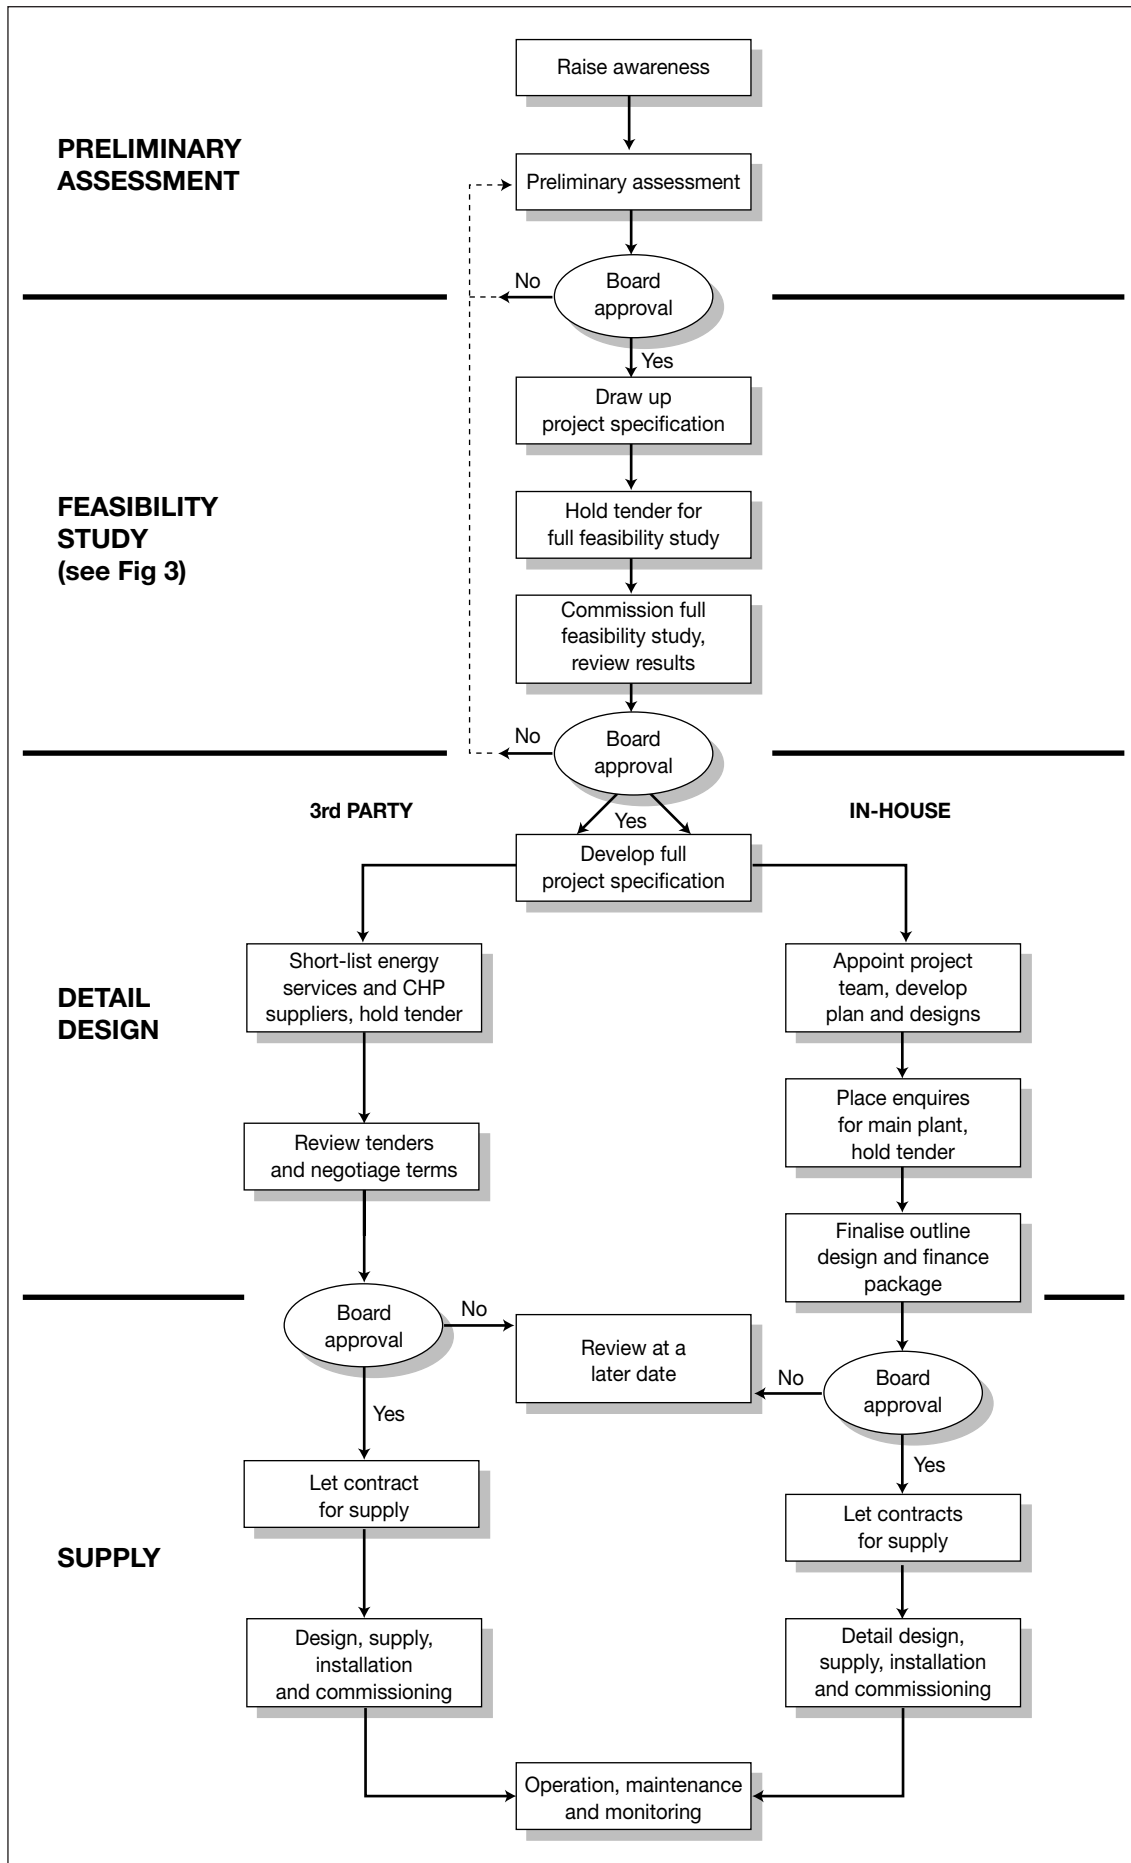 Raise awareness
PRELIMINARY
ASSESSMENT
Preliminary assessment
No
Board
approval
Yes
Draw up
project specification
FEASIBILITY
STUDY
(see Fig 3)
Hold tender for
full feasibility study
Commission full
feasibility study,
review results
No
Board
approval
3rd PARTY
Yes
IN-HOUSE
Develop full
project specification
DETAIL
DESIGN
Short-list energy
services and CHP
suppliers, hold tender
Appoint project
team, develop
plan and designs
Place enquires
for main plant,
hold tender
Review tenders
and negotiage terms
Finalise outline
design and finance
package
Board
approval
No
Review at a
later date
No
Board
approval
Yes
Yes
Let contract
for supply
Let contracts
for supply
SUPPLY
Design, supply,
installation
and commissioning
Detail design,
supply, installation
and commissioning
Operation, maintenance
and monitoring